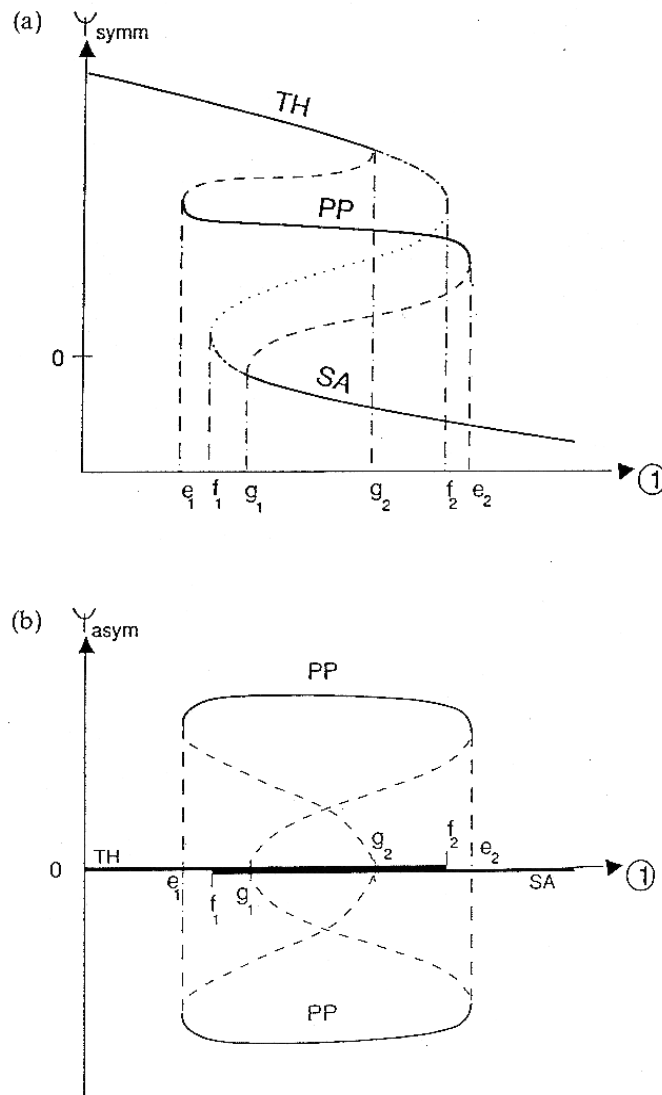 (a)
Ψsymm
TH
PP
0
SA
e1 f1 g1 g2 f2 e2 ①
(b)
Ψasym
PP
g2 f2 e2
0 TH
e1 f1 g1 SA ①
PP